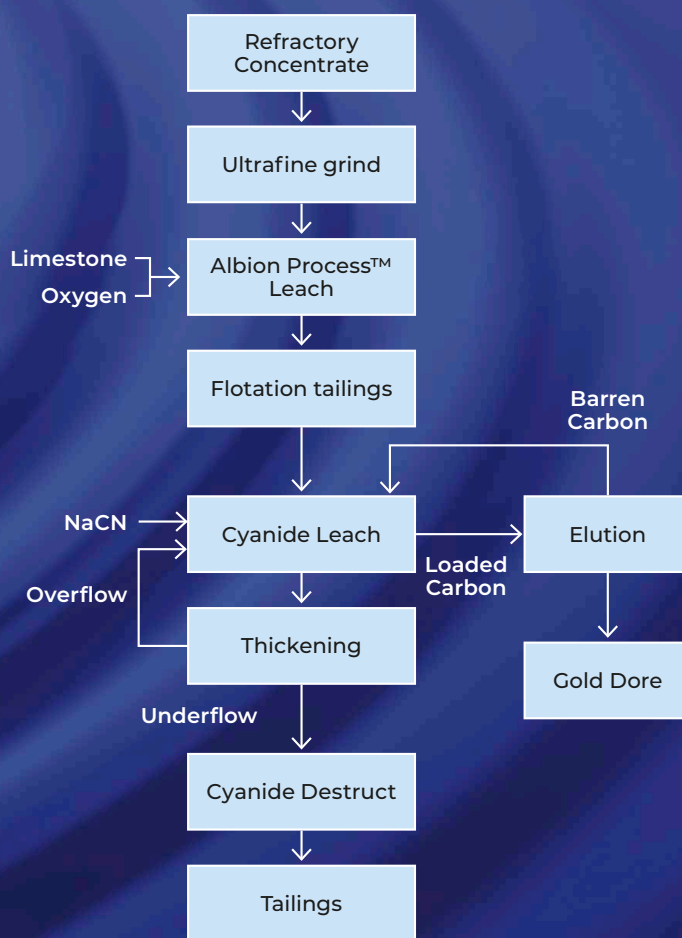 Refractory
Concentrate
Ultrafine grind
Limestone
Oxygen
Albion Process™
Leach
Flotation tailings
Barren
Carbon
NaCN
Cyanide Leach
Elution
Loaded
Carbon
Overflow
Thickening
Gold Dore
Underflow
Cyanide Destruct
Tailings